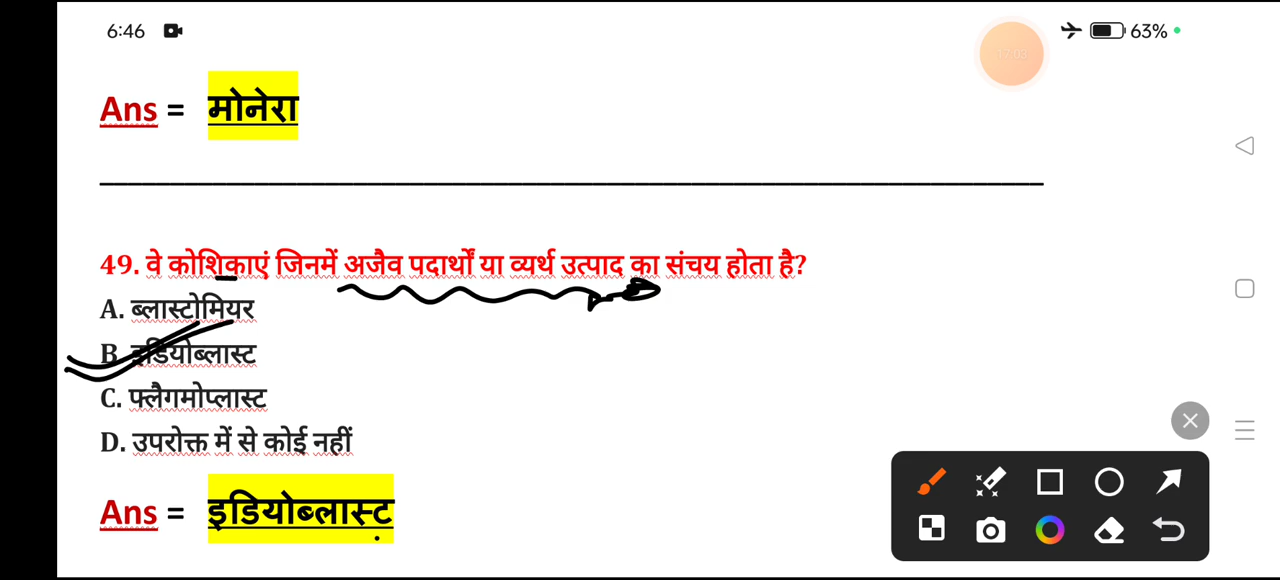 6:46
63%
Ans = मोनेरा
49. वे कोशिकाएं जिनमें अजैव पदार्थों या व्यर्थ उत्पाद का संचय होता है?
A. ब्लास्टोमियर
B. इडियोब्लास्ट
C. फ्लैगमोप्लास्ट
D. उपरोक्त में से कोई नहीं
Ans = इडियोब्लास्ट